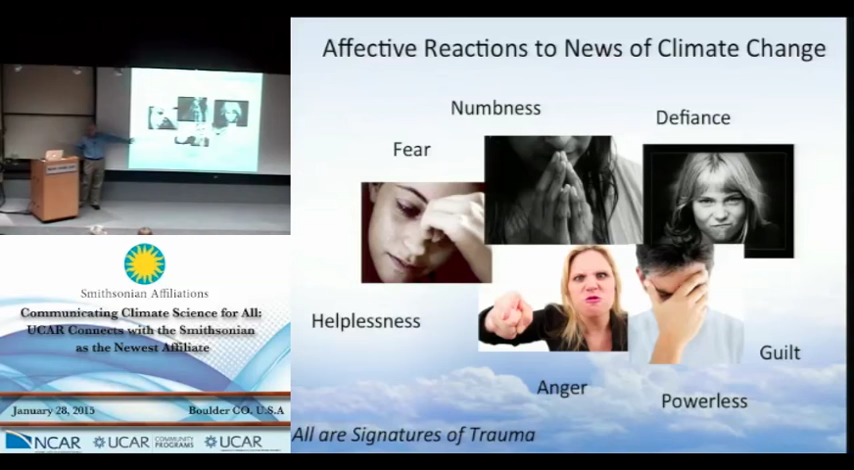 Affective Reactions to News of Climate Change
Numbness
Defiance
Fear
Helplessness
Guilt
Anger
Powerless
All are Signatures of Trauma
Smithsonian Affiliations
Communicating Climate Science for All:
UCAR Connects with the Smithsonian
as the Newest Affiliate
January 28, 2015
Boulder CO. U.S.A
NCAR
UCAR COMMUNITY PROGRAMS
UCAR